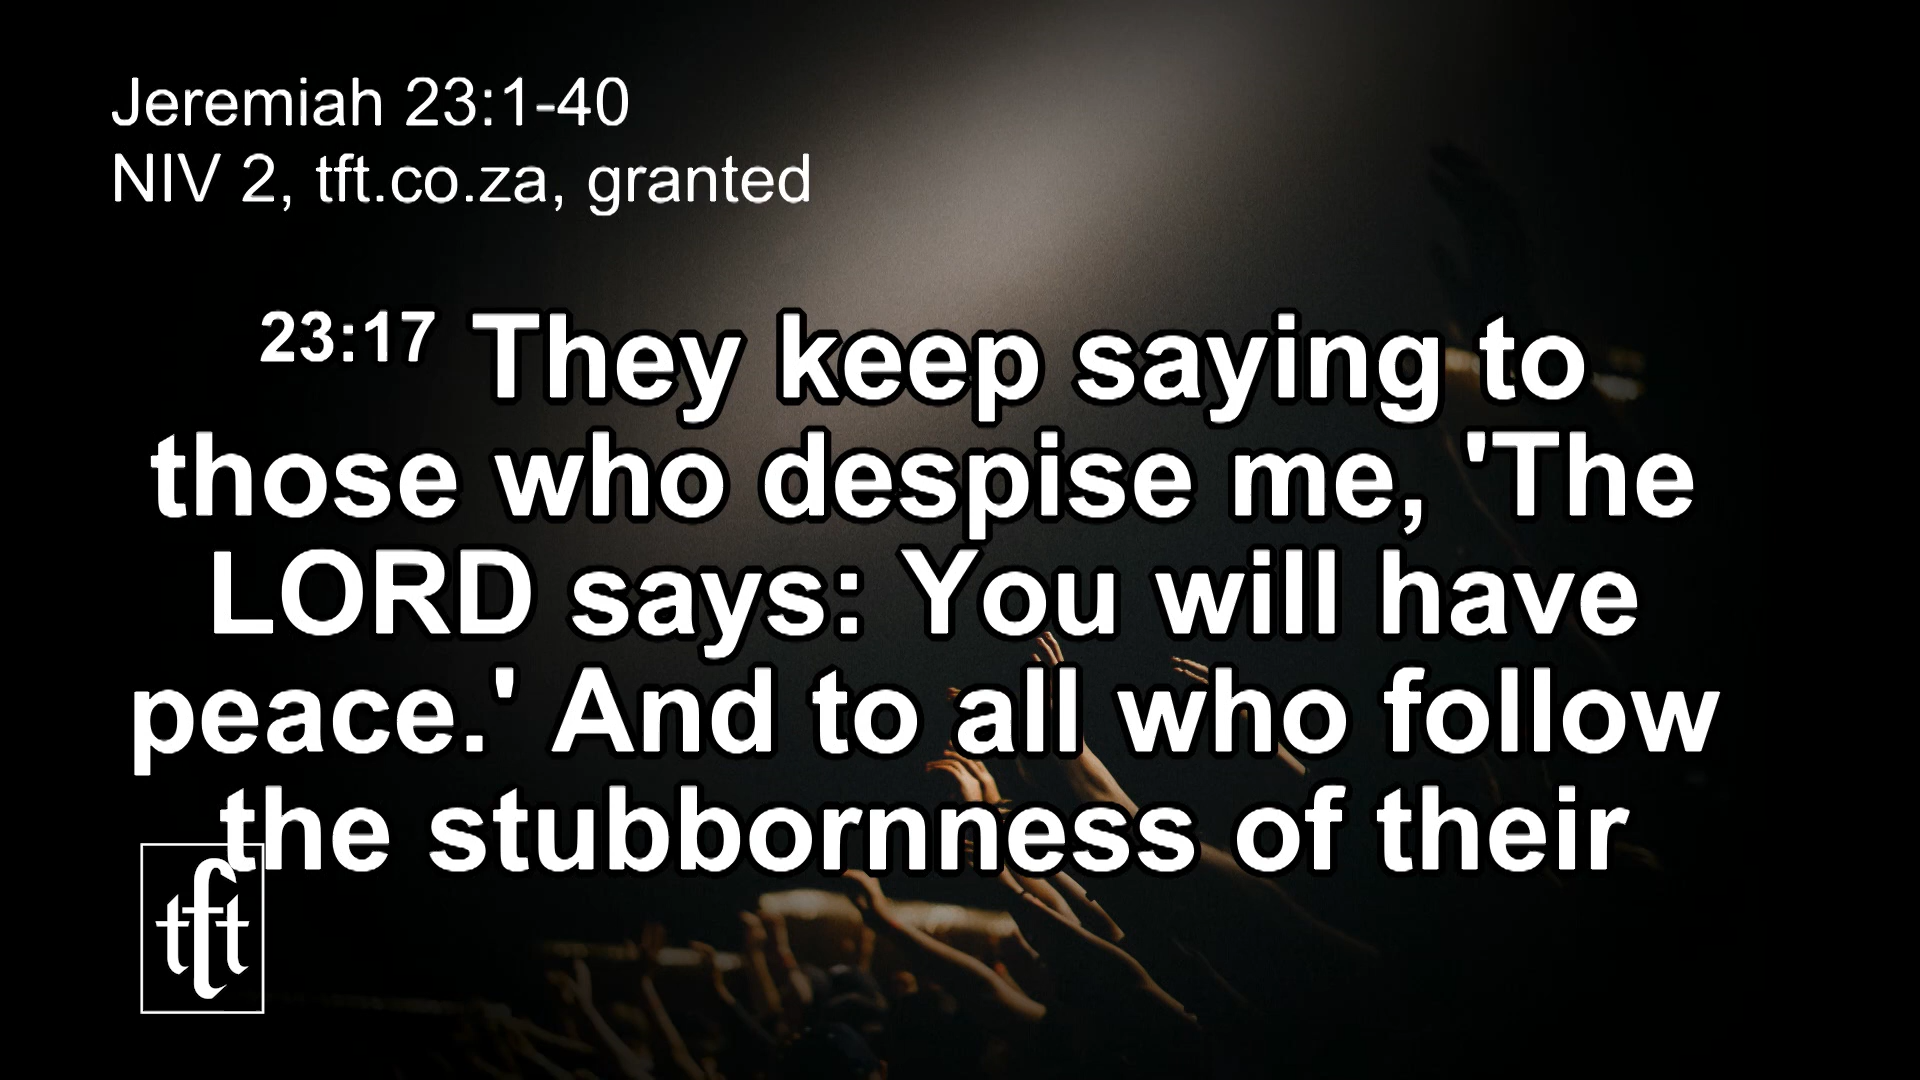 Jeremiah 23:1-40
NIV 2, tft.co.za, granted
23:17 They keep saying to
those who despise me, 'The
LORD says: You will have
peace.' And to all who follow
the stubbornness of their
tft